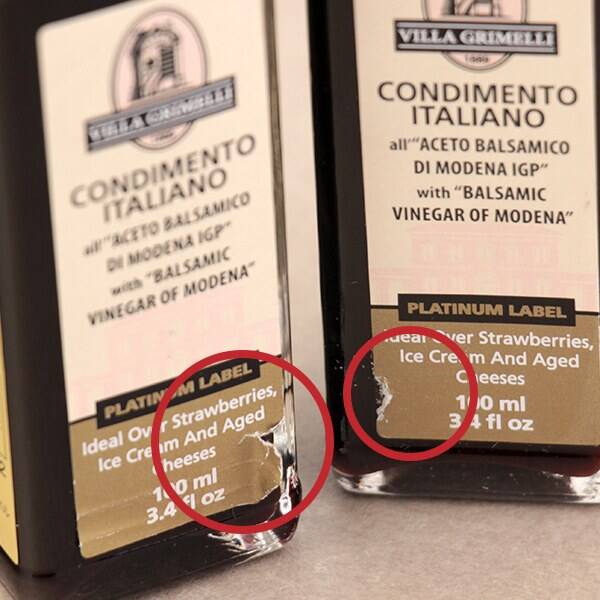 VILLA GRIMELLI
CONDIMENTO
ITALIANO
all'"ACETO BALSAMICO
DI MODENA IGP"
with "BALSAMIC
VINEGAR OF MODENA"
PLATINUM LABEL
Ideal Over Strawberries,
Ice Cream And Aged
Cheeses
100 ml
3.4 fl oz
VILLA GRIMELLI
1889
CONDIMENTO
ITALIANO
all'"ACETO BALSAMICO
DI MODENA IGP"
with "BALSAMIC
VINEGAR OF MODENA"
PLATINUM LABEL
Ideal Over Strawberries,
Ice Cream And Aged
Cheeses
100 ml
3.4 fl oz